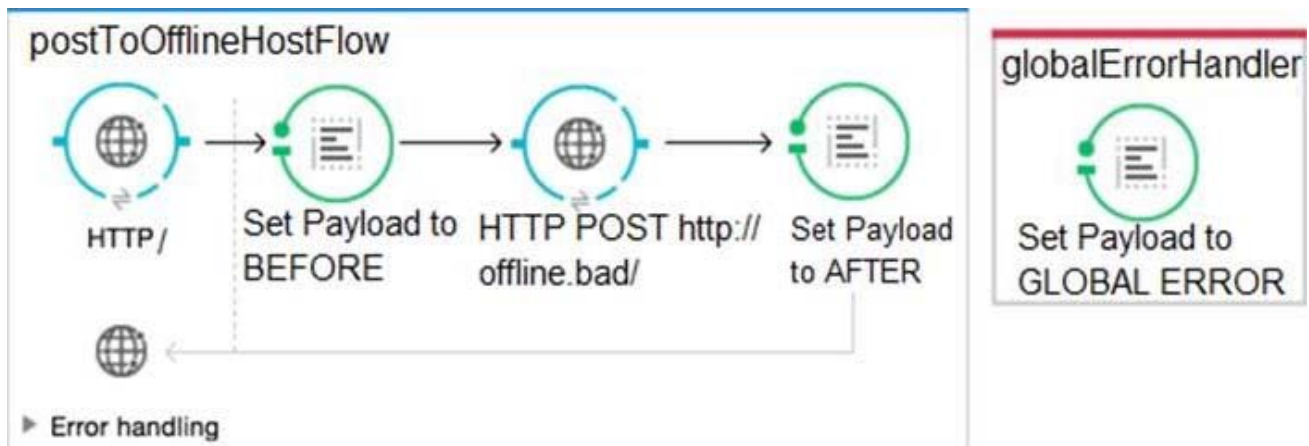 postToOfflineHostFlow
globalErrorHandler
HTTP /
Set Payload to
BEFORE
HTTP POST http://
offline.bad/
Set Payload
to AFTER
Set Payload to
GLOBAL ERROR
Error handling